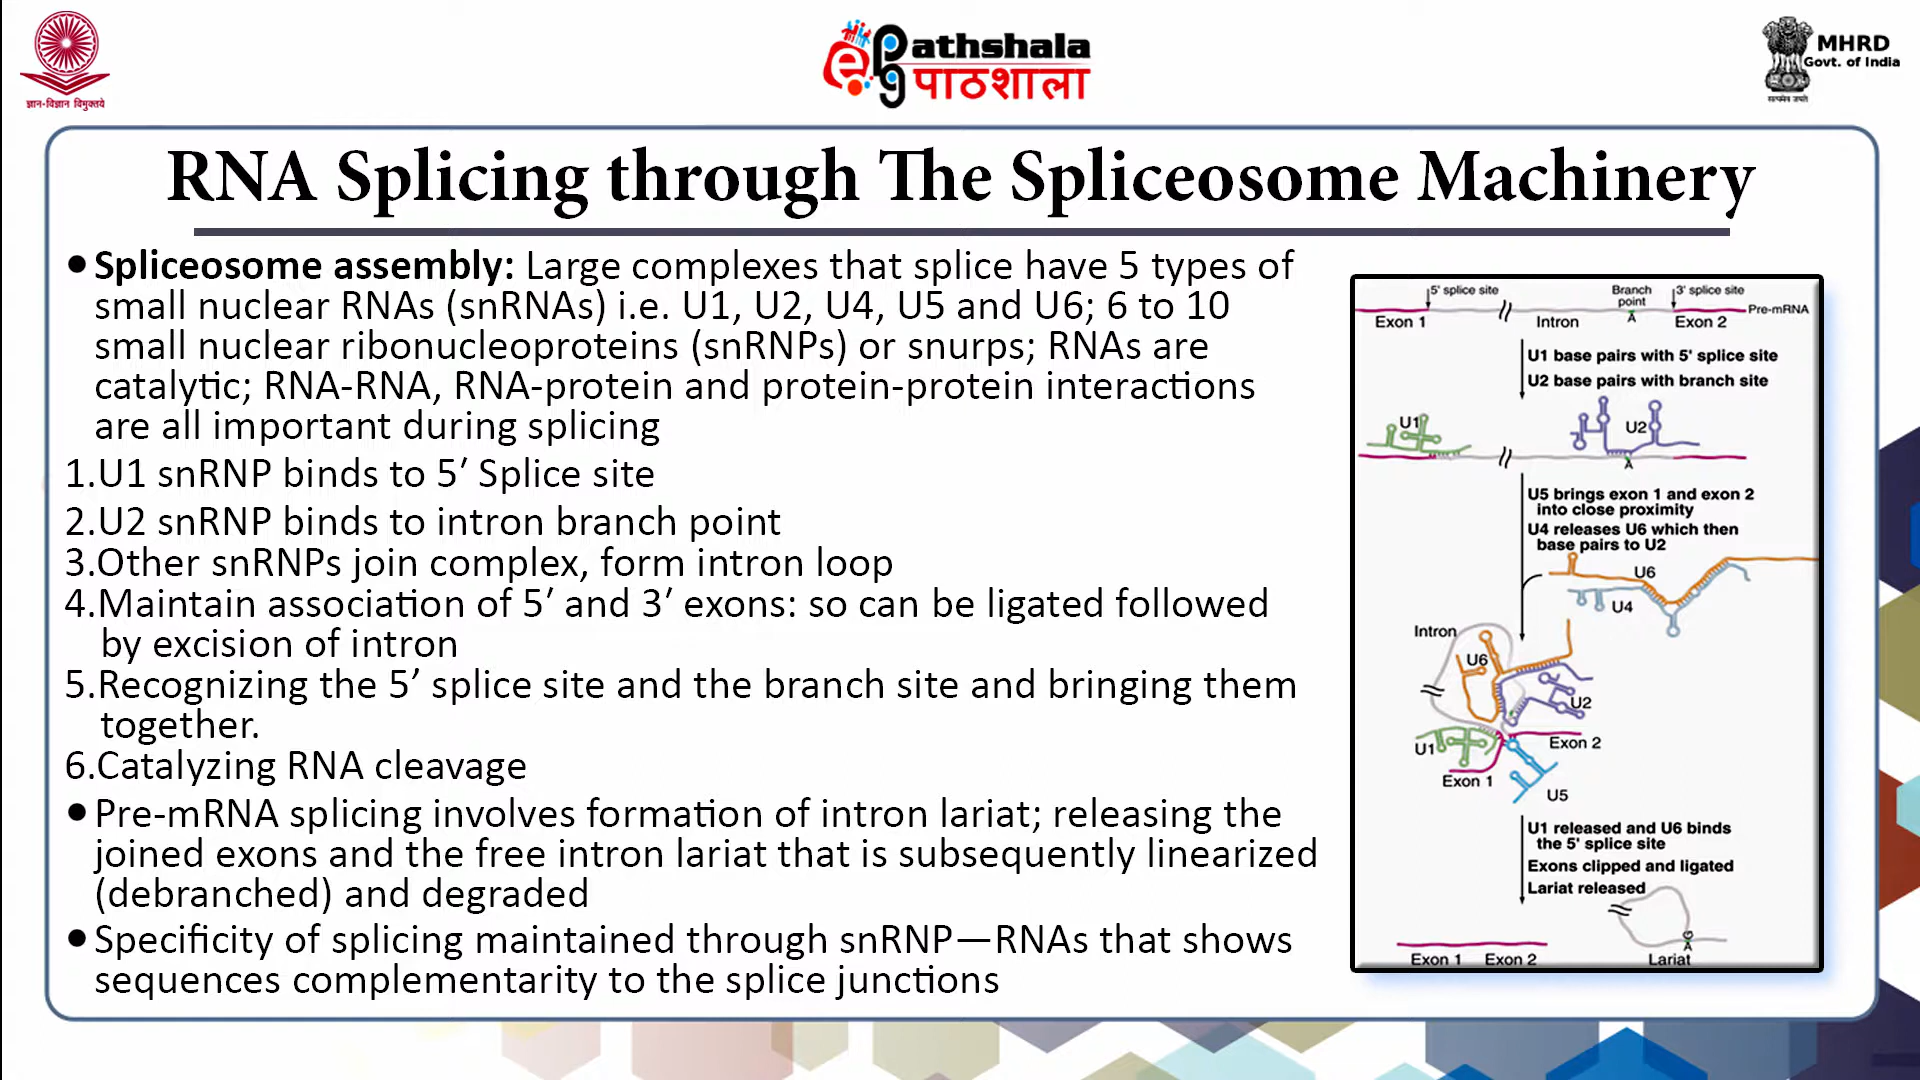 ज्ञान-विज्ञान विमुक्तये
ePG Pathshala
पाठशाला
MHRD
Govt. of India
सत्यमेव जयते
RNA Splicing through The Spliceosome Machinery
•Spliceosome assembly: Large complexes that splice have 5 types of
small nuclear RNAs (snRNAs) i.e. U1, U2, U4, U5 and U6; 6 to 10
small nuclear ribonucleoproteins (snRNPs) or snurps; RNAs are
catalytic; RNA-RNA, RNA-protein and protein-protein interactions
are all important during splicing
1.U1 snRNP binds to 5′ Splice site
2.U2 snRNP binds to intron branch point
3.Other snRNPs join complex, form intron loop
4.Maintain association of 5′ and 3′ exons: so can be ligated followed
by excision of intron
5.Recognizing the 5’ splice site and the branch site and bringing them
together.
6.Catalyzing RNA cleavage
•Pre-mRNA splicing involves formation of intron lariat; releasing the
joined exons and the free intron lariat that is subsequently linearized
(debranched) and degraded
•Specificity of splicing maintained through snRNP—RNAs that shows
sequences complementarity to the splice junctions
5' splice site
Branch
point
3' splice site
A
Pre-mRNA
Exon 1
Intron
Exon 2
U1 base pairs with 5' splice site
U2 base pairs with branch site
U1
U2
A
U5 brings exon 1 and exon 2
into close proximity
U4 releases U6 which then
base pairs to U2
U6
U4
Intron
U6
U2
U1
Exon 2
Exon 1
U5
U1 released and U6 binds
the 5' splice site
Exons clipped and ligated
Lariat released
G
A
Exon 1
Exon 2
Lariat